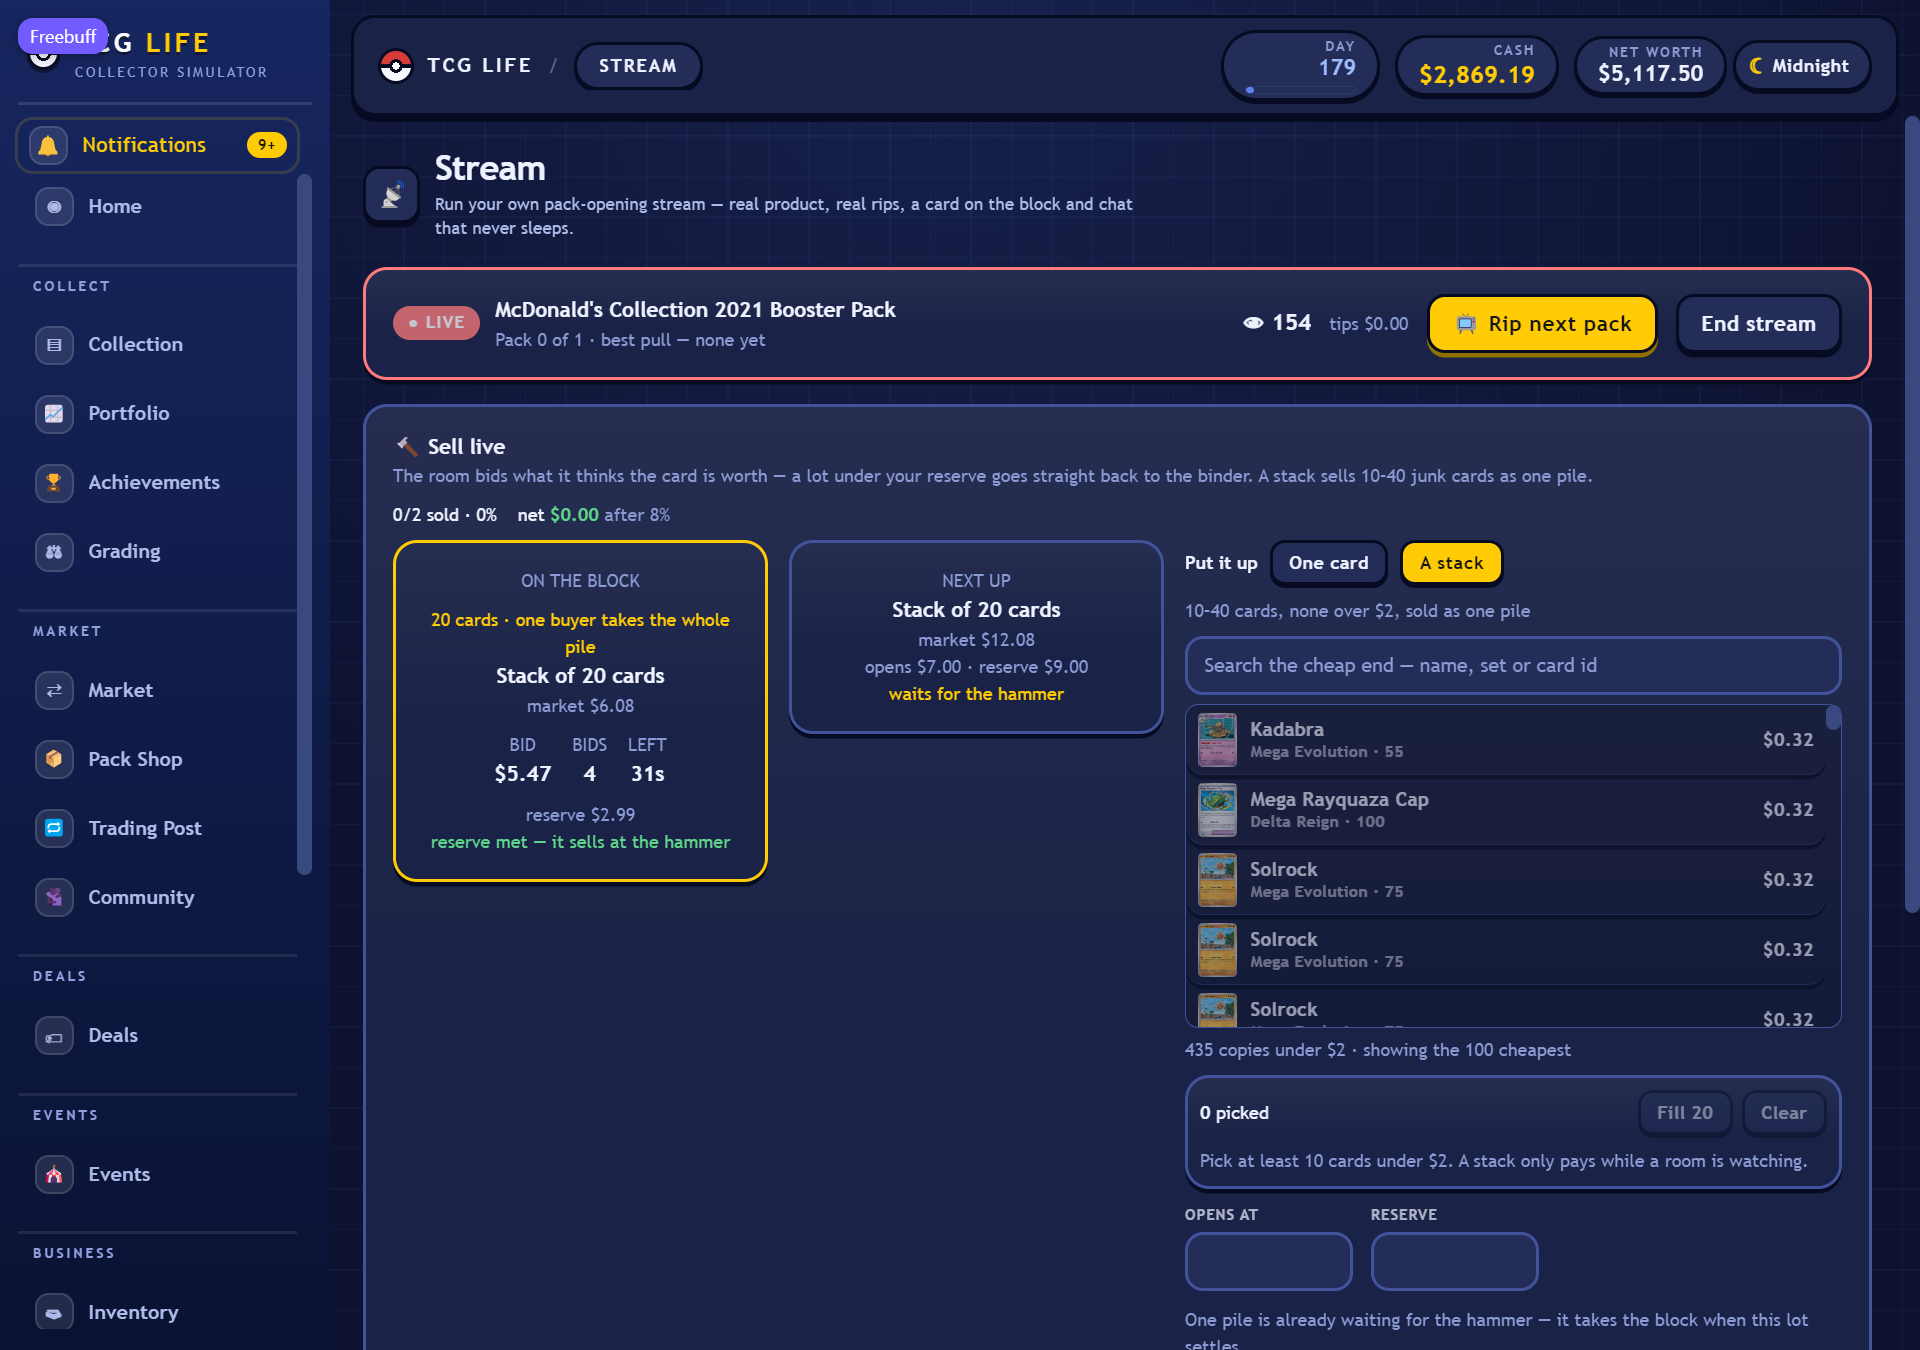 Freebuff
CG LIFE
COLLECTOR SIMULATOR
Notifications
9+
Home
COLLECT
Collection
Portfolio
Achievements
Grading
MARKET
Market
Pack Shop
Trading Post
Community
DEALS
Deals
EVENTS
Events
BUSINESS
Inventory
TCG LIFE / STREAM
DAY
179
CASH
$2,869.19
NET WORTH
$5,117.50
Midnight
Stream
Run your own pack-opening stream — real product, real rips, a card on the block and chat
that never sleeps.
• LIVE
McDonald's Collection 2021 Booster Pack
Pack 0 of 1 · best pull — none yet
154
tips $0.00
Rip next pack
End stream
Sell live
The room bids what it thinks the card is worth — a lot under your reserve goes straight back to the binder. A stack sells 10-40 junk cards as one pile.
0/2 sold · 0% net $0.00 after 8%
ON THE BLOCK
20 cards · one buyer takes the whole
pile
Stack of 20 cards
market $6.08
BID BIDS LEFT
$5.47 4 31s
reserve $2.99
reserve met — it sells at the hammer
NEXT UP
Stack of 20 cards
market $12.08
opens $7.00 · reserve $9.00
waits for the hammer
Put it up
One card
A stack
10-40 cards, none over $2, sold as one pile
Search the cheap end — name, set or card id
Kadabra
Mega Evolution · 55
$0.32
Mega Rayquaza Cap
Delta Reign · 100
$0.32
Solrock
Mega Evolution · 75
$0.32
Solrock
Mega Evolution · 75
$0.32
Solrock
$0.32
435 copies under $2 · showing the 100 cheapest
0 picked
Fill 20
Clear
Pick at least 10 cards under $2. A stack only pays while a room is watching.
OPENS AT
RESERVE
One pile is already waiting for the hammer — it takes the block when this lot
settles